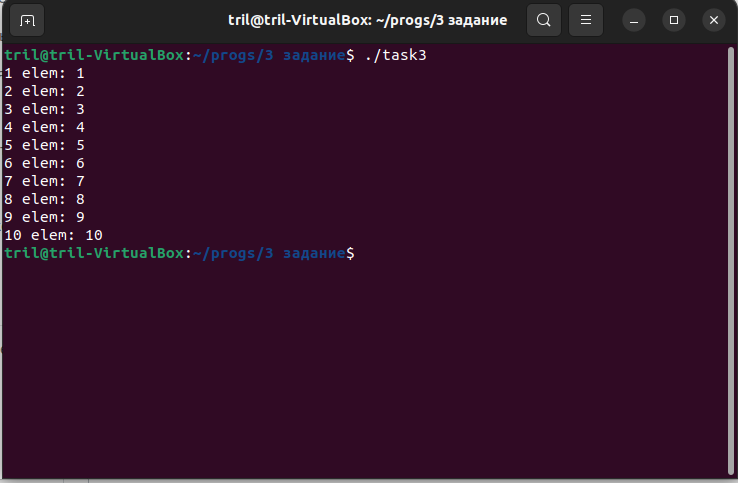 tril@tril-VirtualBox: ~/progs/3 задание
tril@tril-VirtualBox:~/progs/3 задание$ ./task3
1 elem: 1
2 elem: 2
3 elem: 3
4 elem: 4
5 elem: 5
6 elem: 6
7 elem: 7
8 elem: 8
9 elem: 9
10 elem: 10
tril@tril-VirtualBox:~/progs/3 задание$